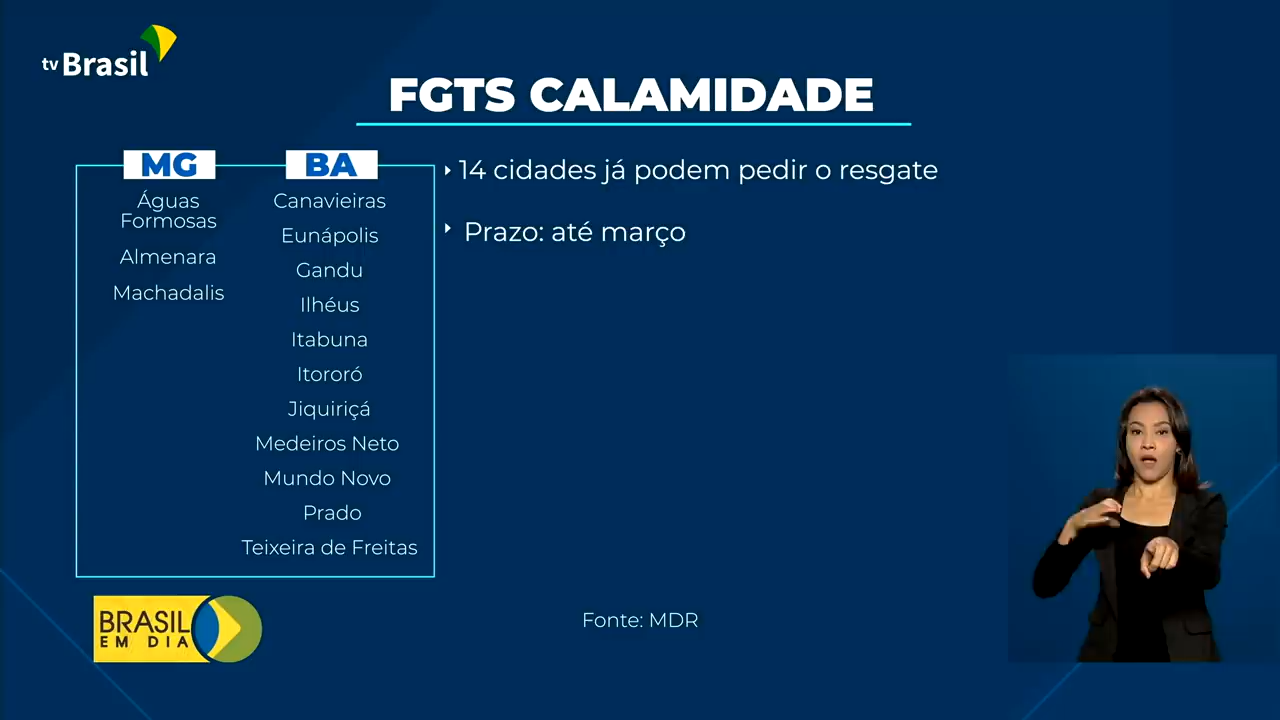 tv Brasil
FGTS CALAMIDADE
MG
Águas
Formosas
Almenara
Machadalis
BA
Canavieiras
Eunápolis
Gandu
Ilhéus
Itabuna
Itororó
Jiquiriçá
Medeiros Neto
Mundo Novo
Prado
Teixeira de Freitas
14 cidades já podem pedir o resgate
Prazo: até março
BRASIL
EM DIA
Fonte: MDR